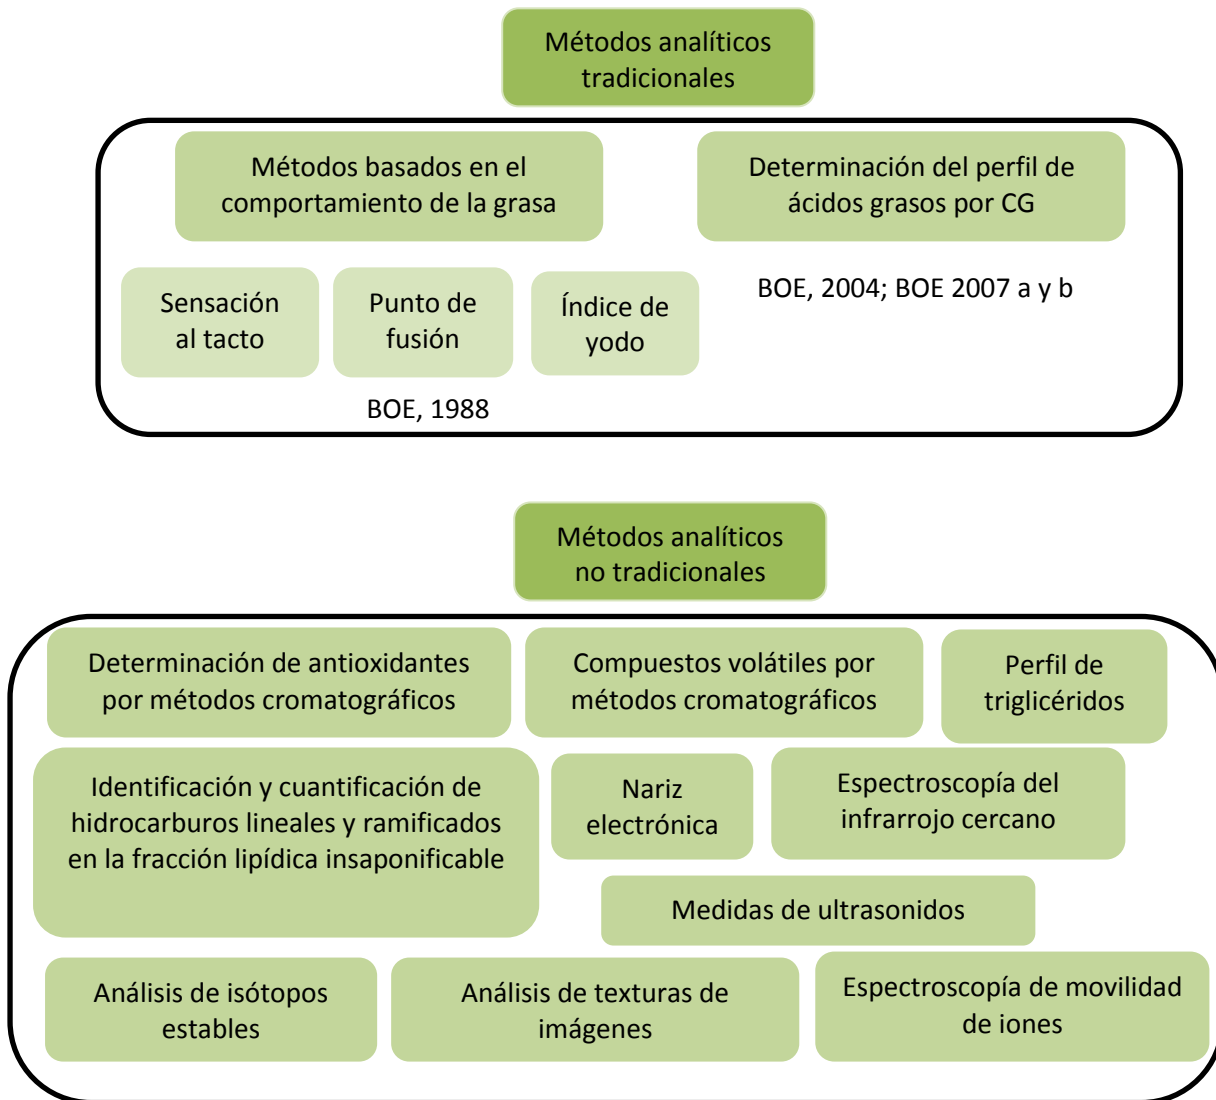 Métodos analíticos
tradicionales
Métodos basados en el
comportamiento de la grasa
Determinación del perfil de
ácidos grasos por CG
Sensación
al tacto
Punto de
fusión
Índice de
yodo
BOE, 2004; BOE 2007 a y b
BOE, 1988
Métodos analíticos
no tradicionales
Determinación de antioxidantes
por métodos cromatográficos
Compuestos volátiles por
métodos cromatográficos
Perfil de
triglicéridos
Identificación y cuantificación de
hidrocarburos lineales y ramificados
en la fracción lipídica insaponificable
Nariz
electrónica
Espectroscopía del
infrarrojo cercano
Medidas de ultrasonidos
Análisis de isótopos
estables
Análisis de texturas de
imágenes
Espectroscopía de movilidad
de iones